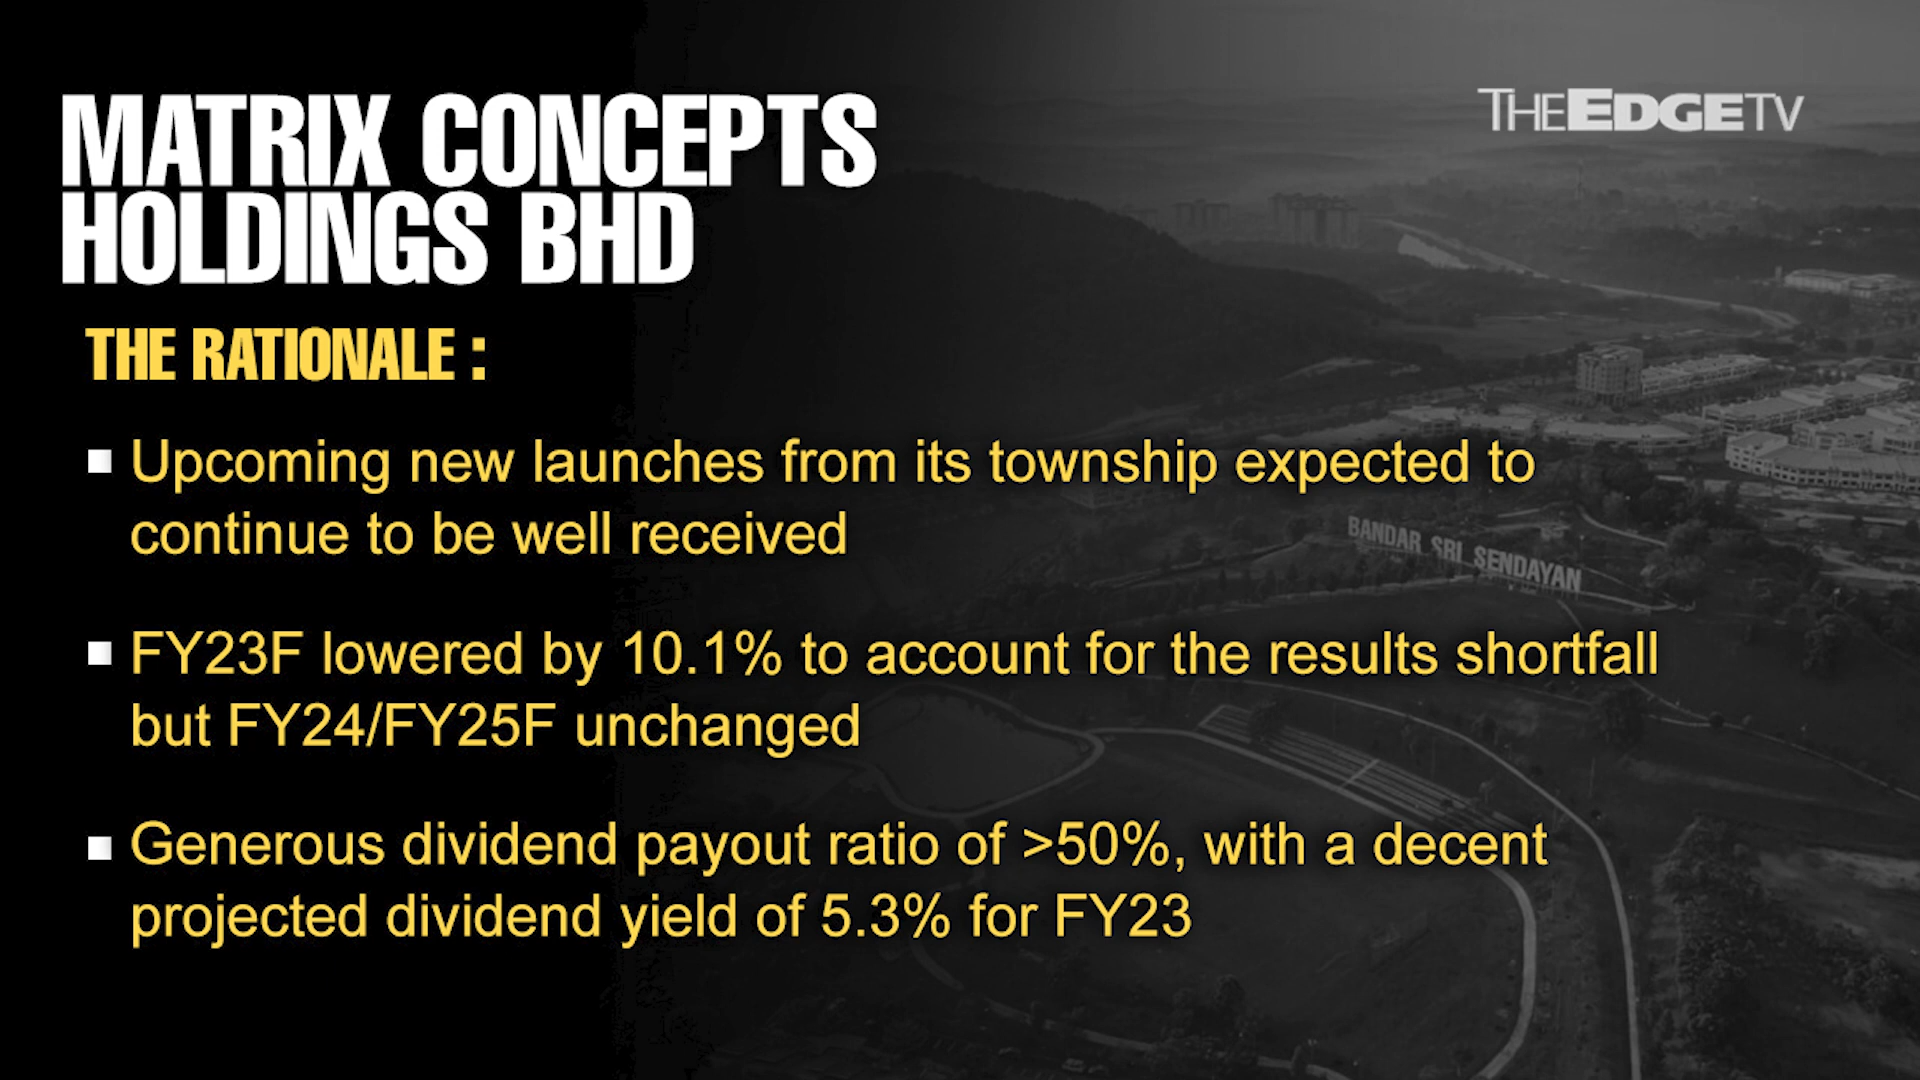 MATRIX CONCEPTS
HOLDINGS BHD
THEEDGETV
THE RATIONALE :
Upcoming new launches from its township expected to
continue to be well received
BANDAR SRI SENDAYAN
FY23F lowered by 10.1% to account for the results shortfall
but FY24/FY25F unchanged
Generous dividend payout ratio of >50%, with a decent
projected dividend yield of 5.3% for FY23